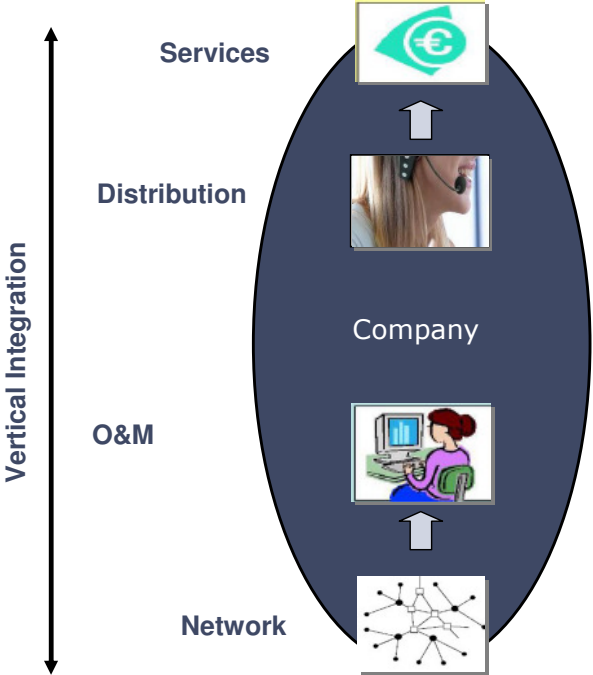 Services
€
Distribution
Vertical Integration
Company
O&M
Network